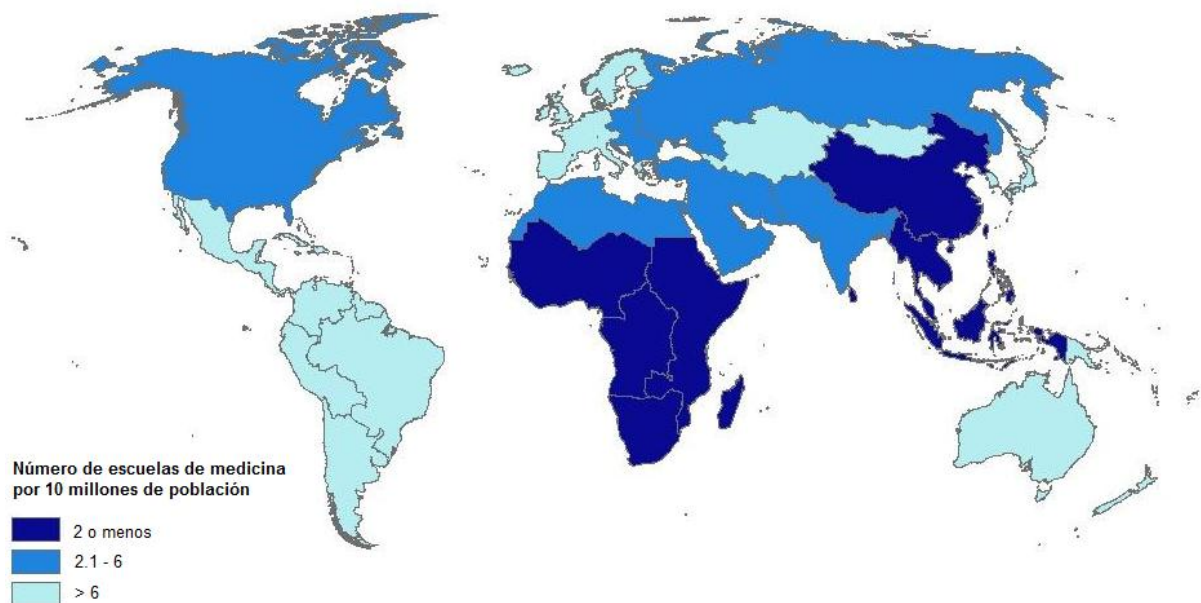 Número de escuelas de medicina
por 10 millones de población
2 o menos
2.1 - 6
> 6